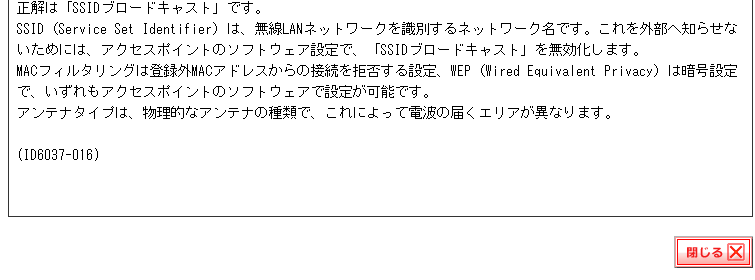 正解は「SSIDブロードキャスト」です。
SSID (Service Set Identifier) は、無線LANネットワークを識別するネットワーク名です。これを外部へ知らせな
いためには、アクセスポイントのソフトウェア設定で、「SSIDブロードキャスト」を無効化します。
MACフィルタリングは登録外MACアドレスからの接続を拒否する設定、WEP (Wired Equivalent Privacy) は暗号設定
で、いずれもアクセスポイントのソフトウェアで設定が可能です。
アンテナタイプは、物理的なアンテナの種類で、これによって電波の届くエリアが異なります。
(ID6037-016)
閉じる